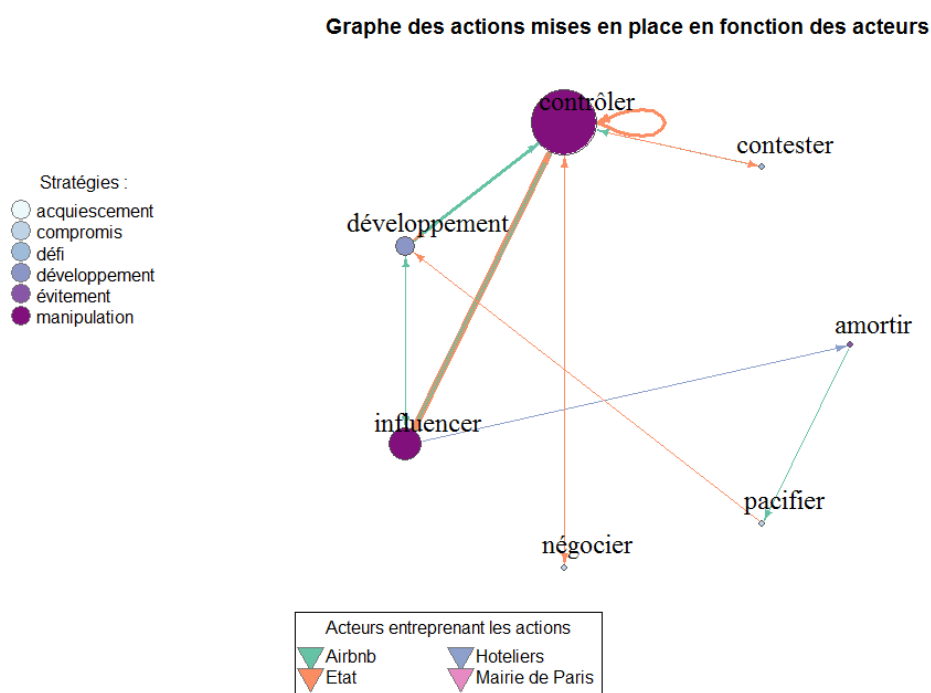 Graphe des actions mises en place en fonction des acteurs
contrôler
contester
Stratégies :
acquiescement
compromis
défi
développement
évitement
manipulation
développement
amortir
influencer
pacifier
négocier
Acteurs entreprenant les actions
Airbnb
Hoteliers
Etat
Mairie de Paris